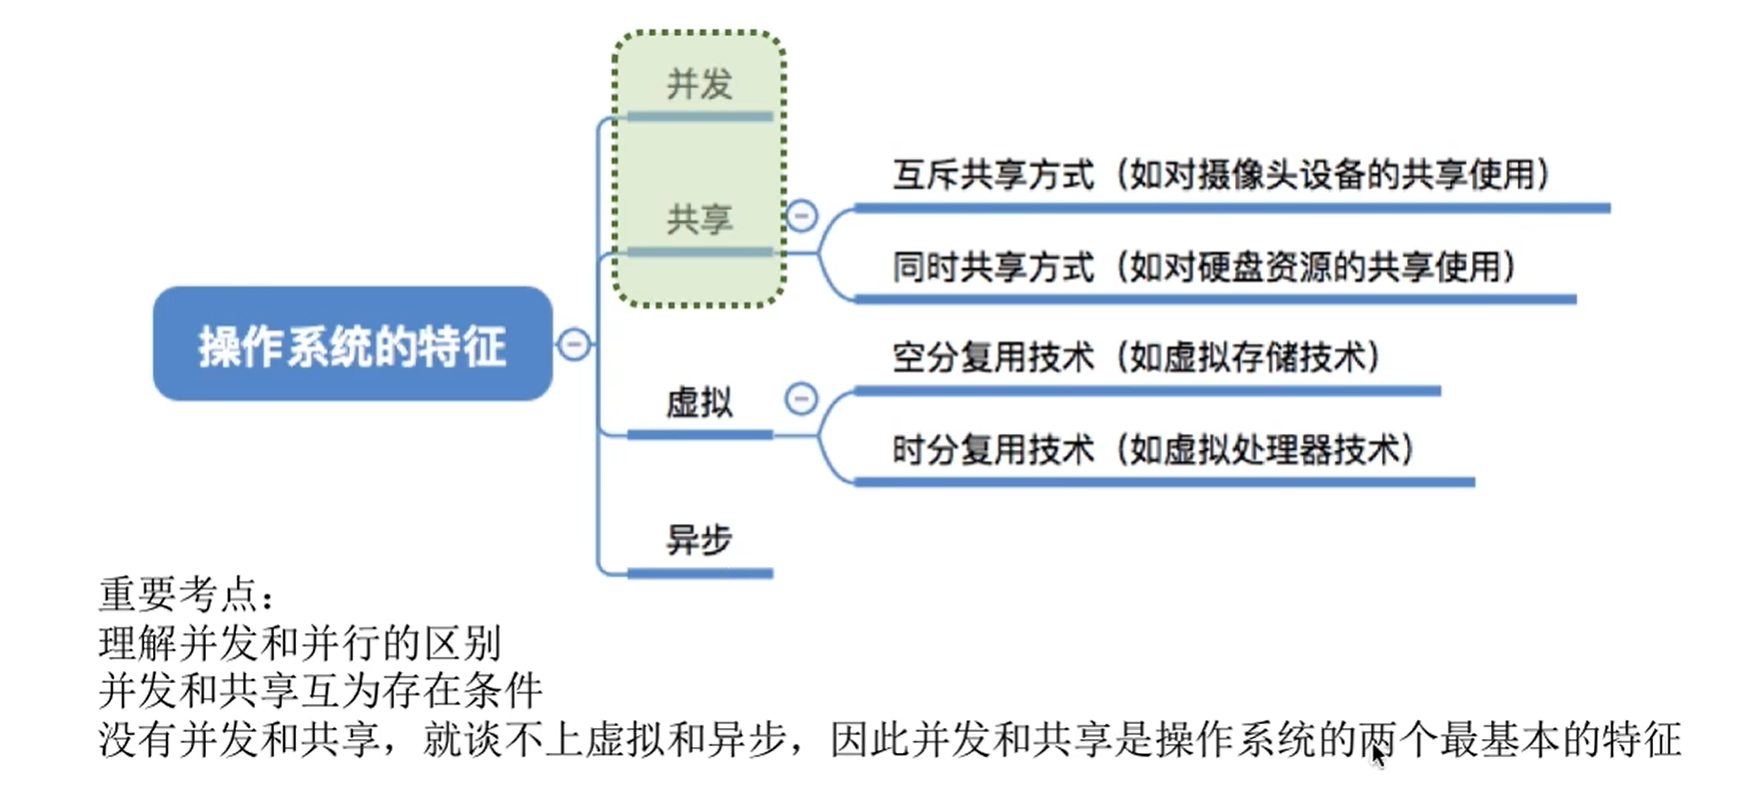 并发
共享
互斥共享方式（如对摄像头设备的共享使用）
同时共享方式（如对硬盘资源的共享使用）
操作系统的特征
虚拟
空分复用技术（如虚拟存储技术）
时分复用技术（如虚拟处理器技术）
异步
重要考点：
理解并发和并行的区别
并发和共享互为存在条件
没有并发和共享，就谈不上虚拟和异步，因此并发和共享是操作系统的两个最基本的特征